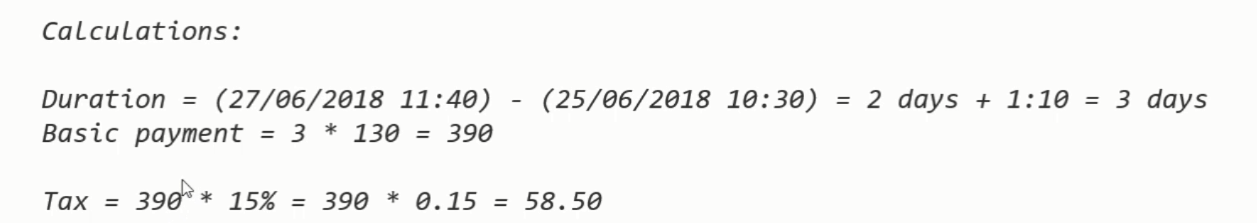 Calculations:
Duration = (27/06/2018 11:40) - (25/06/2018 10:30) = 2 days + 1:10 = 3 days
Basic payment = 3 * 130 = 390
Tax = 390 * 15% = 390 * 0.15 = 58.50